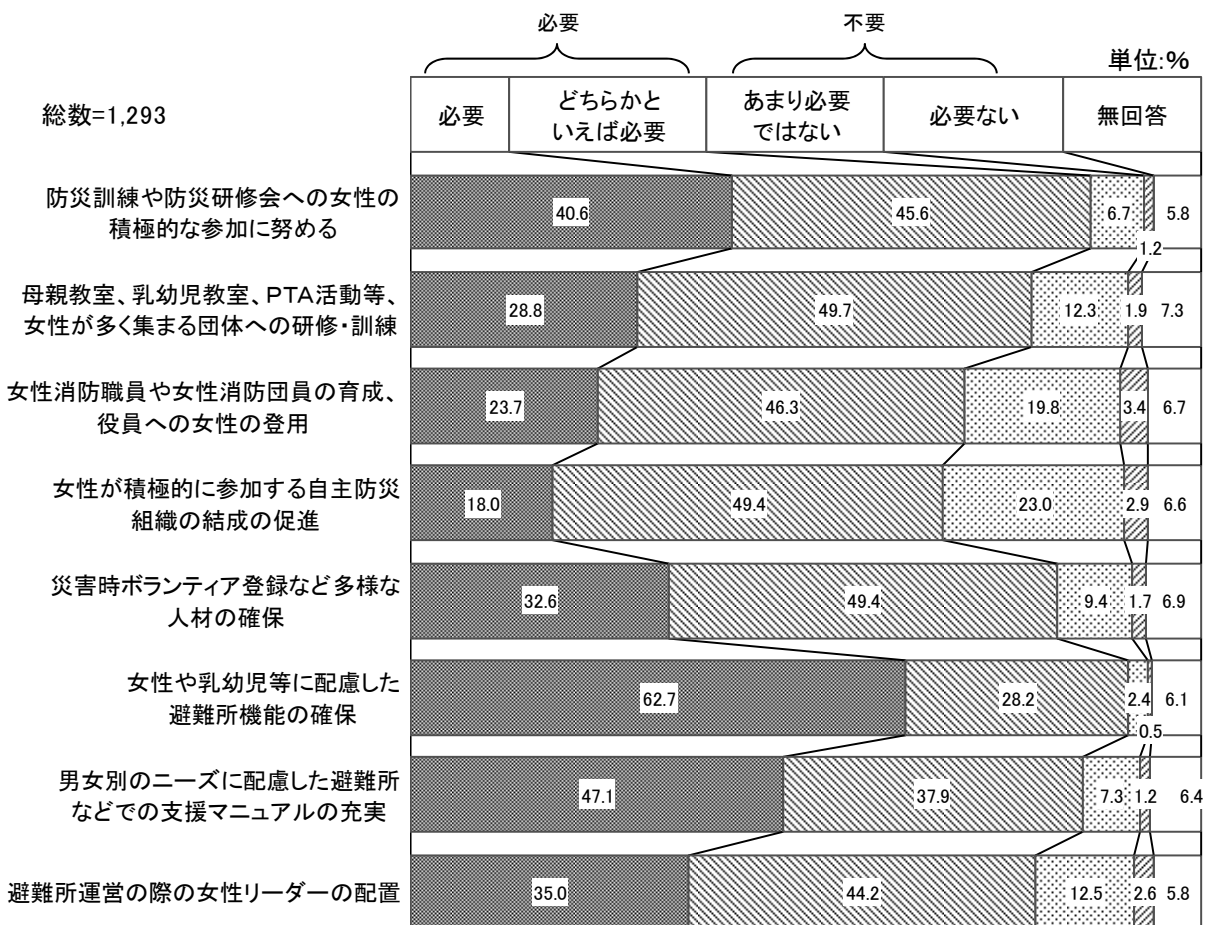 必要
不要
単位:%
総数=1,293
必要
どちらかと
いえば必要
あまり必要
ではない
必要ない
無回答
防災訓練や防災研修会への女性の
積極的な参加に努める
40.6
45.6
6.7
1.2
5.8
母親教室、乳幼児教室、PTA活動等、
女性が多く集まる団体への研修・訓練
28.8
49.7
12.3
1.9
7.3
女性消防職員や女性消防団員の育成、
役員への女性の登用
23.7
46.3
19.8
3.4
6.7
女性が積極的に参加する自主防災
組織の結成の促進
18.0
49.4
23.0
2.9
6.6
災害時ボランティア登録など多様な
人材の確保
32.6
49.4
9.4
1.7
6.9
女性や乳幼児等に配慮した
避難所機能の確保
62.7
28.2
2.4
0.5
6.1
男女別のニーズに配慮した避難所
などでの支援マニュアルの充実
47.1
37.9
7.3
1.2
6.4
避難所運営の際の女性リーダーの配置
35.0
44.2
12.5
2.6
5.8